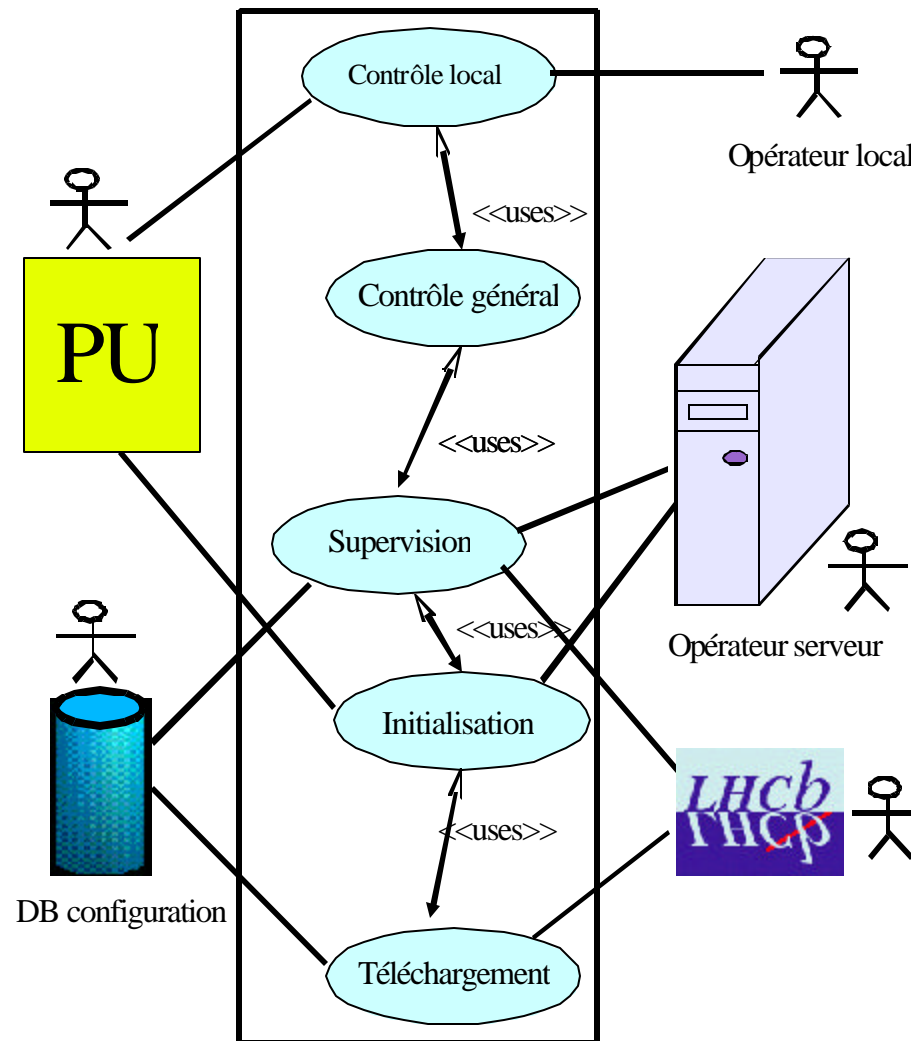 Contrôle local
Opérateur local
<<uses>>
Contrôle général
PU
<<uses>>
Supervision
<<uses>>
Opérateur serveur
Initialisation
LHCb
LHCb
<<uses>>
DB configuration
Téléchargement